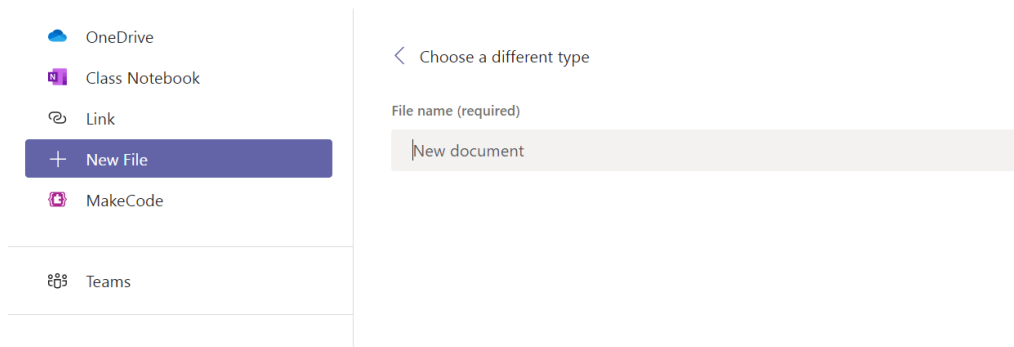 OneDrive
Class Notebook
Link
New File
MakeCode
Teams
Choose a different type
File name (required)
New document